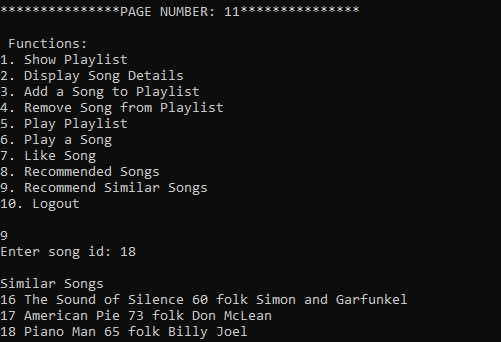 ***************PAGE NUMBER: 11***************
Functions:
1. Show Playlist
2. Display Song Details
3. Add a Song to Playlist
4. Remove Song from Playlist
5. Play Playlist
6. Play a Song
7. Like Song
8. Recommended Songs
9. Recommend Similar Songs
10. Logout
9
Enter song id: 18
Similar Songs
16 The Sound of Silence 60 folk Simon and Garfunkel
17 American Pie 73 folk Don McLean
18 Piano Man 65 folk Billy Joel